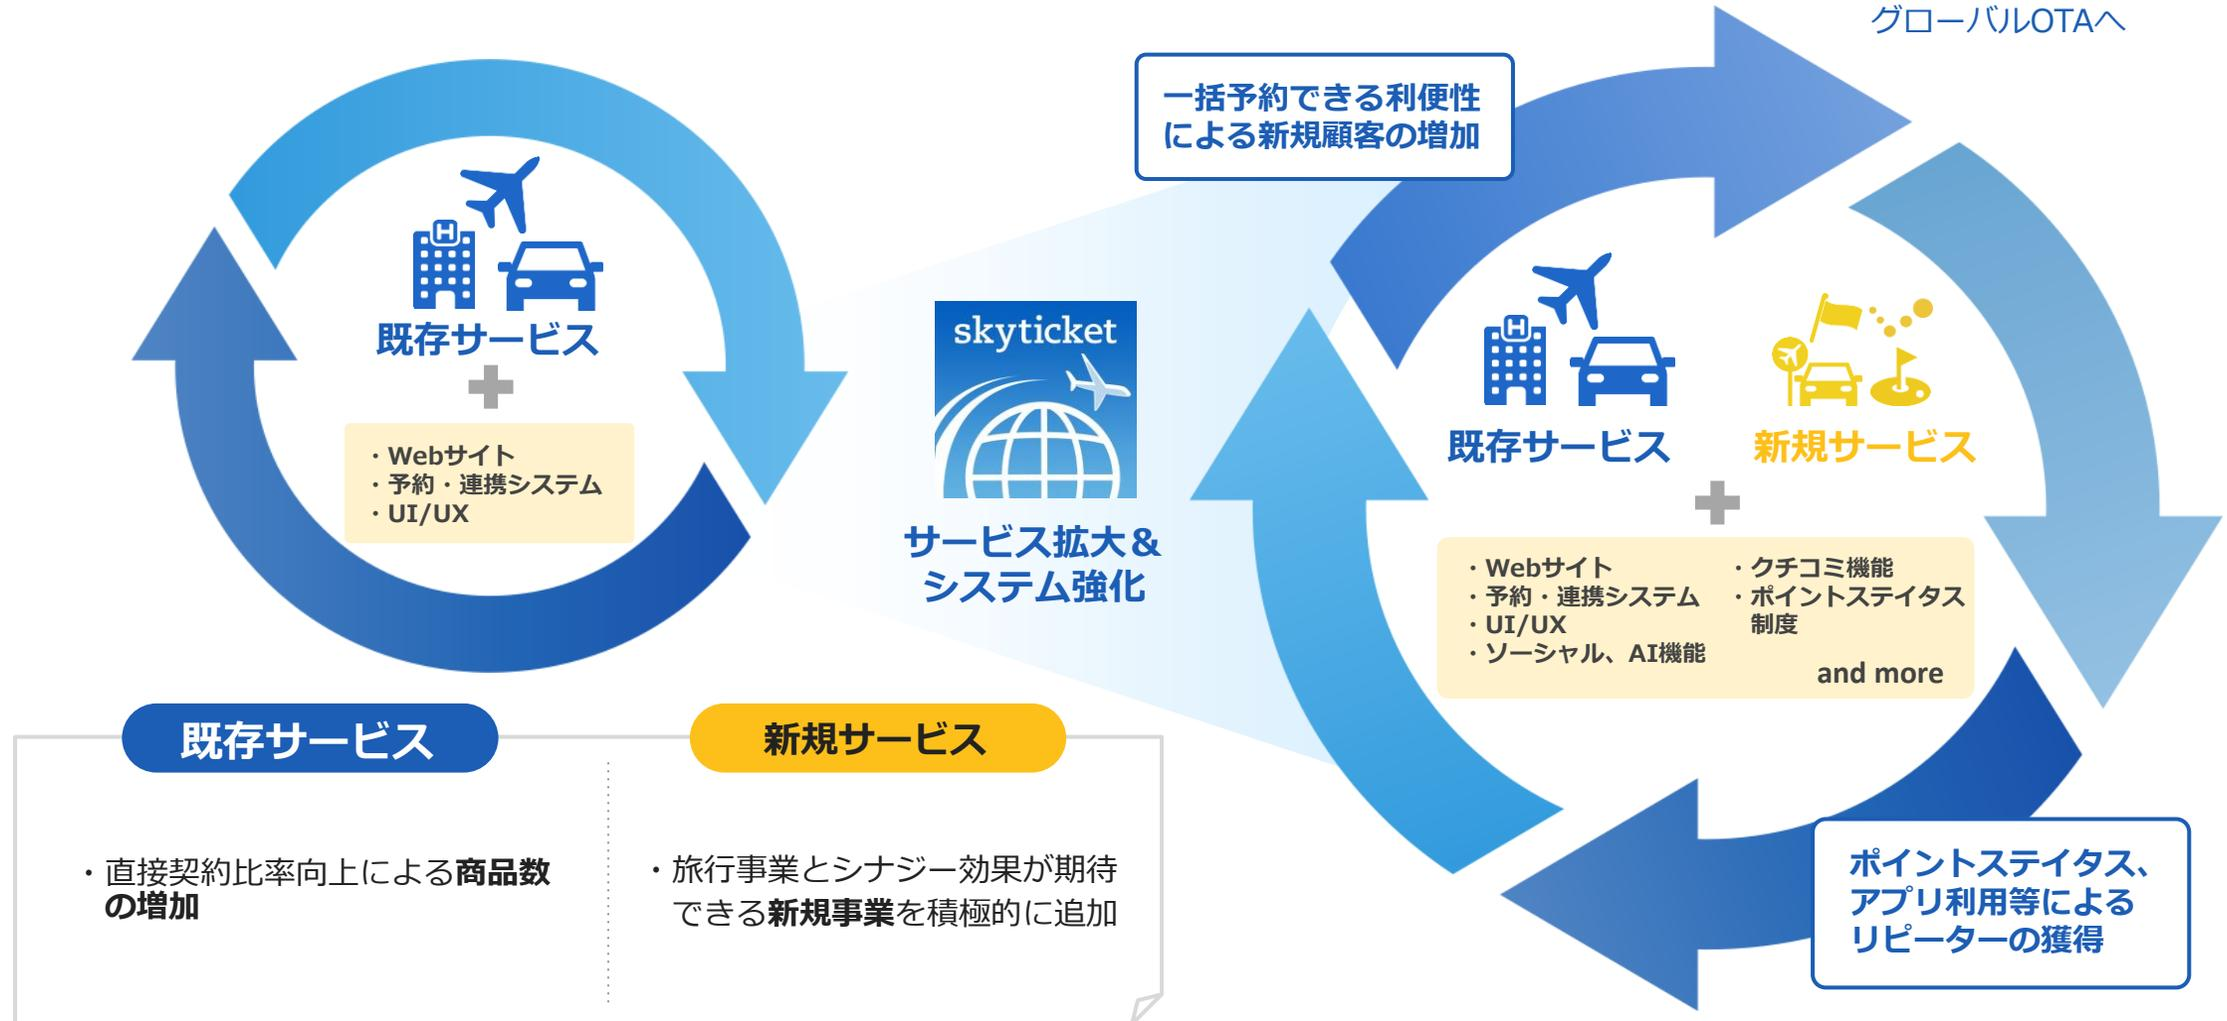 グローバルOTAへ
一括予約できる利便性
による新規顧客の増加
H
既存サービス
・Webサイト
・予約・連携システム
・UI/UX
skyticket
サービス拡大＆
システム強化
H
既存サービス
新規サービス
・Webサイト
・予約・連携システム
・UI/UX
・ソーシャル、AI機能
・クチコミ機能
・ポイントステイタス
制度
and more
既存サービス
・直接契約比率向上による商品数
の増加
新規サービス
・旅行事業とシナジー効果が期待
できる新規事業を積極的に追加
ポイントステイタス、
アプリ利用等による
リピーターの獲得